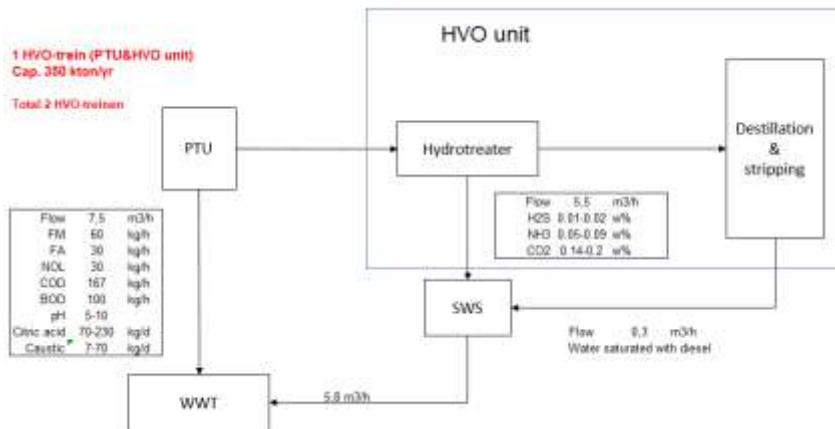 HVO unit
1 HVO-trein (PTU&HVO unit)
Cap. 350 kton/yr
Total 2 HVO-treinen
PTU
Hydrotreater
Destillation
&
stripping
Flow 7,5 m3/h
FM 60 kg/h
FA 30 kg/h
NOL 30 kg/h
COD 167 kg/h
BOD 100 kg/h
pH 5-10
Citric acid 70-230 kg/d
Caustic 7-70 kg/d
Flow 5,5 m3/h
H2S 0.01-0.02 w%
NH3 0.05-0.09 w%
CO2 0.14-0.2 w%
SWS
Flow 0,3 m3/h
Water saturated with diesel
5.8 m3/h
WWT